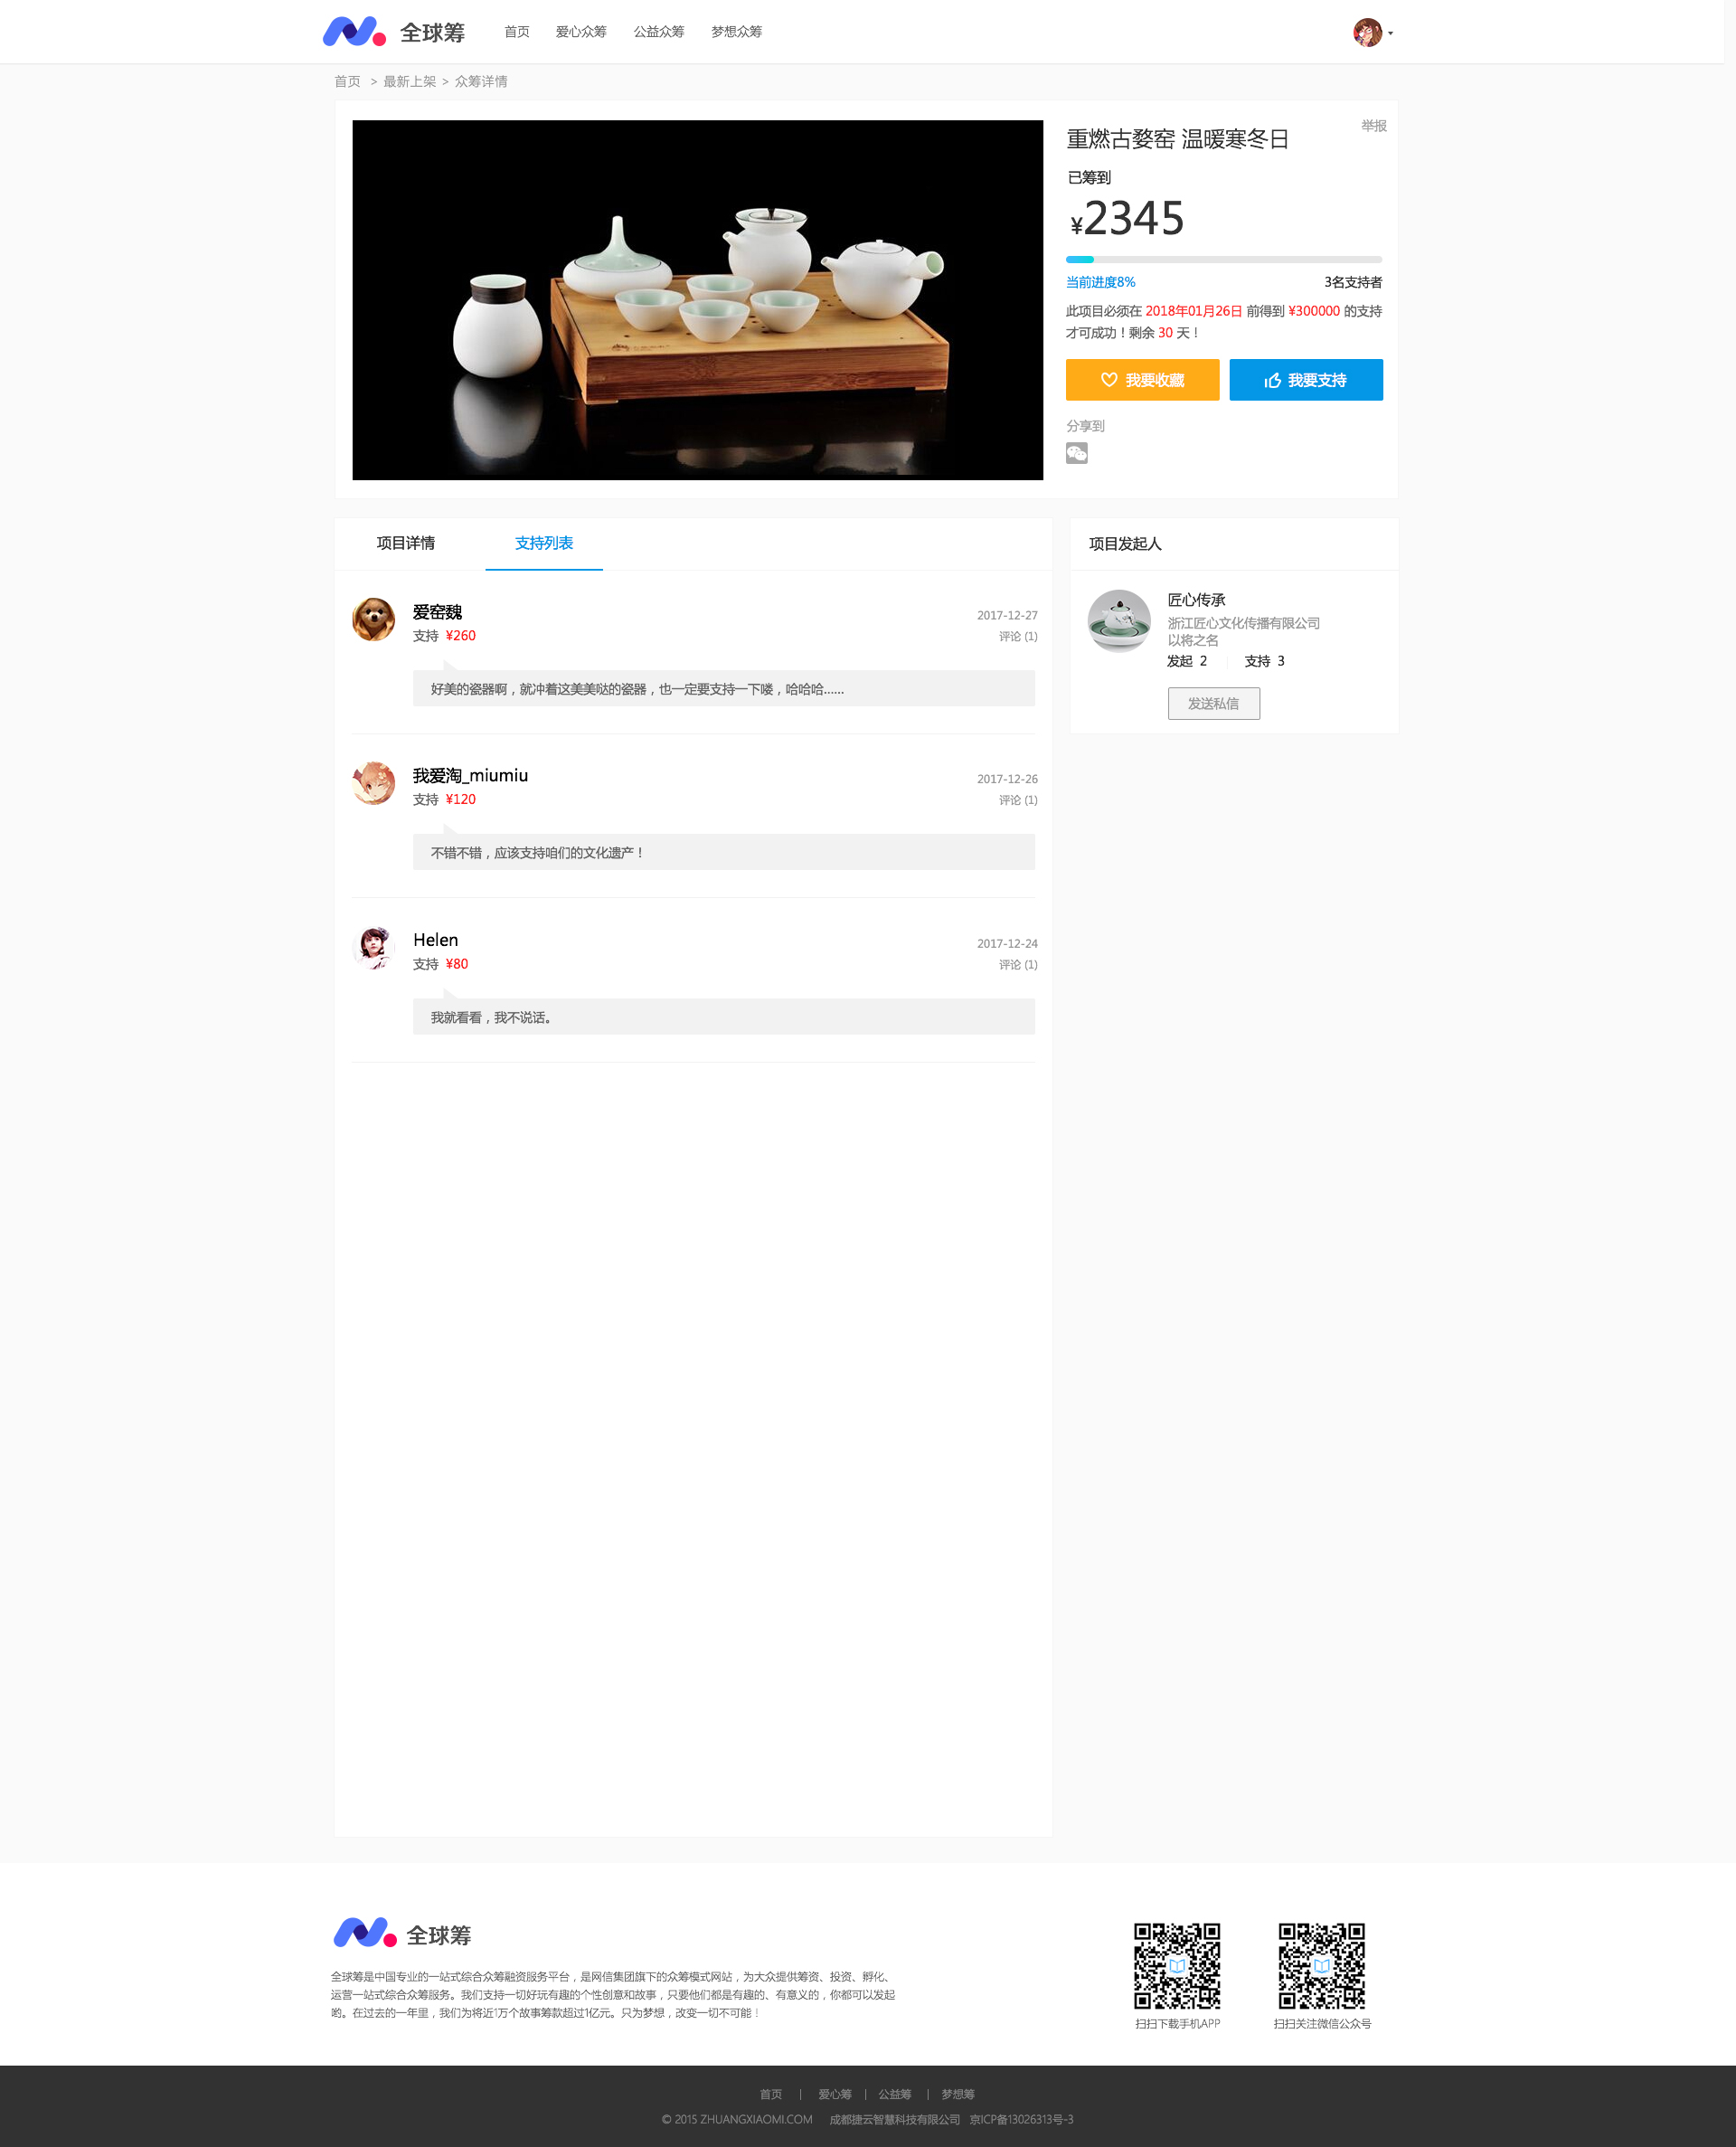 全球筹 首页 爱心众筹 公益众筹 梦想众筹
首页 > 最新上架 > 众筹详情
重燃古婺窑 温暖寒冬日
举报
已筹到
¥2345
当前进度8% 3名支持者
此项目必须在 2018年01月26日 前得到 ¥300000 的支持
才可成功！剩余 30 天！
我要收藏 我要支持
分享到
项目详情 支持列表
爱窑魏 2017-12-27
支持 ¥260 评论 (1)
好美的瓷器啊，就冲着这美美哒的瓷器，也一定要支持一下喽，哈哈哈......
我爱淘_miumiu 2017-12-26
支持 ¥120 评论 (1)
不错不错，应该支持咱们的文化遗产！
Helen 2017-12-24
支持 ¥80 评论 (1)
我就看看，我不说话。
项目发起人
匠心传承
浙江匠心文化传播有限公司
以将之名
发起 2 支持 3
发送私信
全球筹
全球筹是中国专业的一站式综合众筹融资服务平台，是网信集团旗下的众筹模式网站，为大众提供筹资、投资、孵化、
运营一站式综合众筹服务。我们支持一切好玩有趣的个性创意和故事，只要他们都是有趣的、有意义的，你都可以发起
哟。在过去的一年里，我们为将近1万个故事筹款超过1亿元。只为梦想，改变一切不可能！
扫扫下载手机APP 扫扫关注微信公众号
首页 | 爱心筹 | 公益筹 | 梦想筹
© 2015 ZHUANGXIAOMI.COM 成都捷云智慧科技有限公司 京ICP备13026313号-3